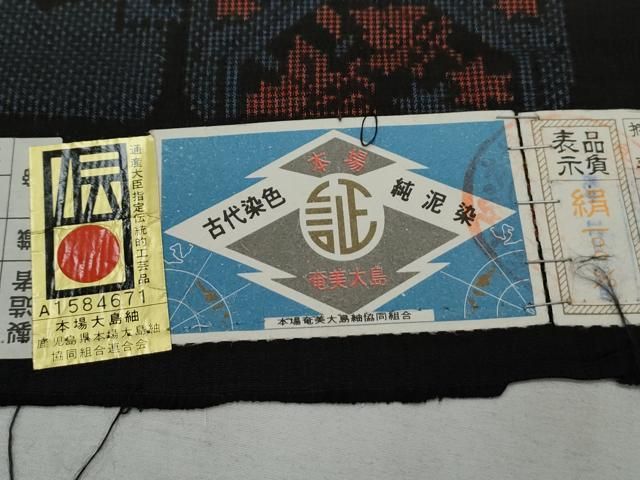 伝
通産大臣指定伝統的工芸品
A1584671
本場大島紬
鹿児島県本場大島紬
協同組合連合会
本場
古代染色
証
純泥染
奄美大島
本場奄美大島紬協同組合
品質
表示
絹
製造者